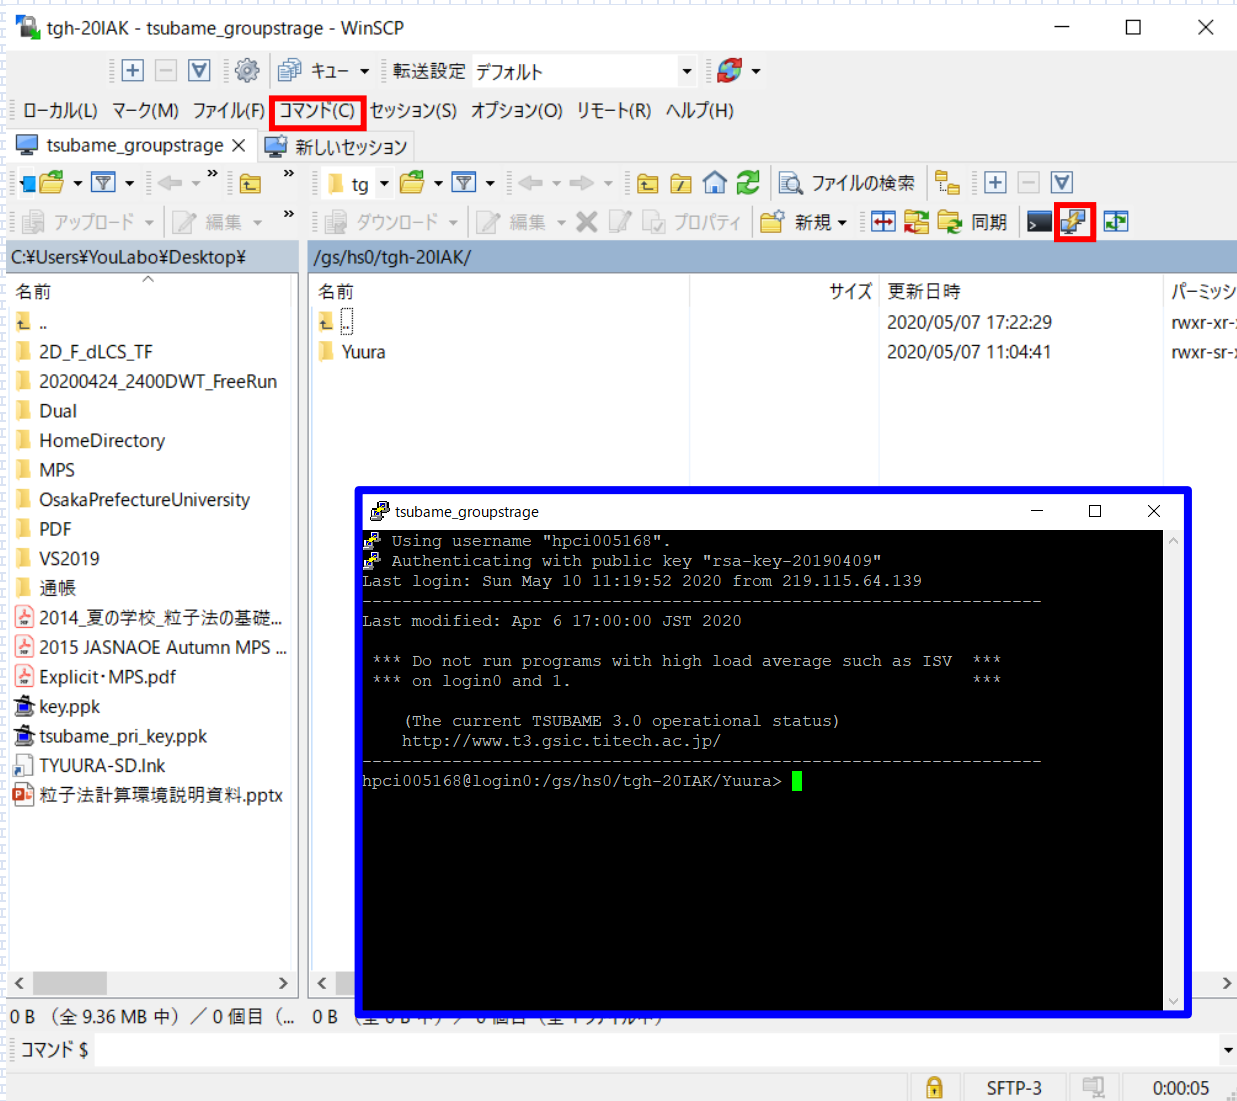 tgh-20IAK - tsubame_groupstrage - WinSCP
キュー 転送設定 デフォルト
ローカル(L) マーク(M) ファイル(F) コマンド(C) セッション(S) オプション(O) リモート(R) ヘルプ(H)
tsubame_groupstrage 新しいセッション
tg ファイルの検索
アップロード 編集 ダウンロード 編集 プロパティ 新規 同期
C:¥Users¥YouLabo¥Desktop¥ /gs/hs0/tgh-20IAK/
名前 名前 サイズ 更新日時 パーミッシ
.. .. 2020/05/07 17:22:29 rwxr-xr-
2D_F_dLCS_TF Yuura 2020/05/07 11:04:41 rwxr-sr-
20200424_2400DWT_FreeRun
Dual
HomeDirectory
MPS
OsakaPrefectureUniversity
PDF
VS2019
通帳
2014_夏の学校_粒子法の基礎...
2015 JASNAOE Autumn MPS ...
Explicit・MPS.pdf
key.ppk
tsubame_pri_key.ppk
TYUURA-SD.lnk
粒子法計算環境説明資料.pptx
tsubame_groupstrage
Using username "hpci005168".
Authenticating with public key "rsa-key-20190409"
Last login: Sun May 10 11:19:52 2020 from 219.115.64.139
--------------------------------------------------------------------
Last modified: Apr 6 17:00:00 JST 2020
*** Do not run programs with high load average such as ISV ***
*** on login0 and 1. ***
(The current TSUBAME 3.0 operational status)
http://www.t3.gsic.titech.ac.jp/
--------------------------------------------------------------------
hpci005168@login0:/gs/hs0/tgh-20IAK/Yuura>
0 B （全 9.36 MB 中）／ 0 個目（... 0 B
コマンド $
SFTP-3 0:00:05